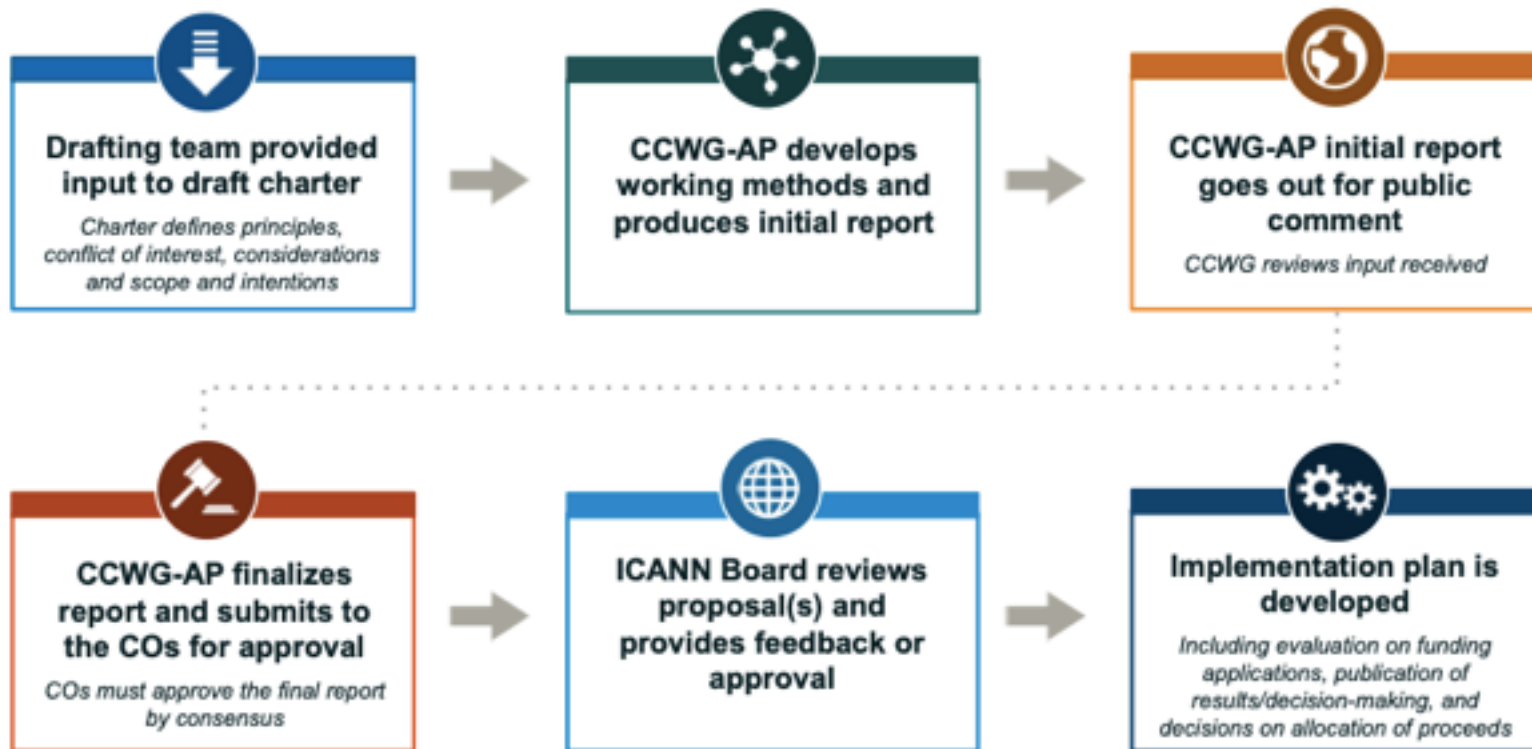 Drafting team provided
input to draft charter
Charter defines principles,
conflict of interest, considerations
and scope and intentions
CCWG-AP develops
working methods and
produces initial report
CCWG-AP initial report
goes out for public
comment
CCWG reviews input received
CCWG-AP finalizes
report and submits to
the COs for approval
COs must approve the final report
by consensus
ICANN Board reviews
proposal(s) and
provides feedback or
approval
Implementation plan is
developed
Including evaluation on funding
applications, publication of
results/decision-making, and
decisions on allocation of proceeds